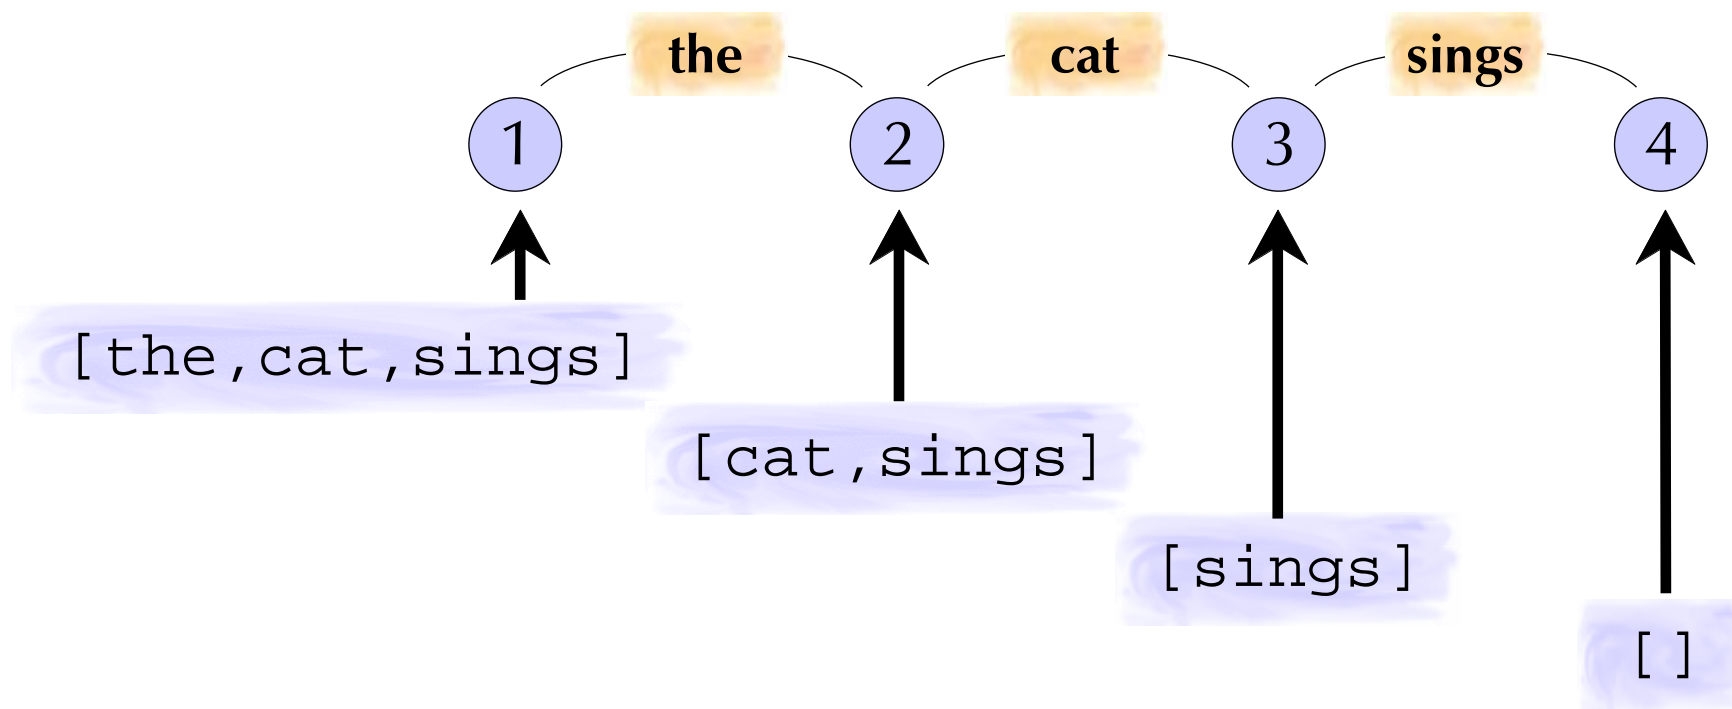 the cat sings
1 2 3 4
[the,cat,sings]
[cat,sings]
[sings]
[]